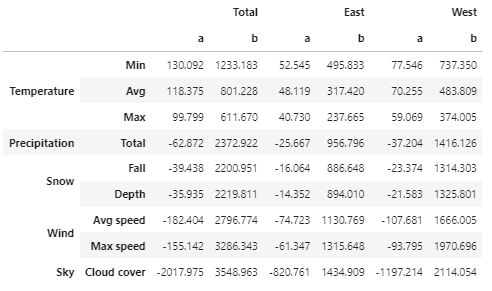 Total East West
a b a b a b
Temperature Min 130.092 1233.183 52.545 495.833 77.546 737.350
Avg 118.375 801.228 48.119 317.420 70.255 483.809
Max 99.799 611.670 40.730 237.665 59.069 374.005
Precipitation Total -62.872 2372.922 -25.667 956.796 -37.204 1416.126
Snow Fall -39.438 2200.951 -16.064 886.648 -23.374 1314.303
Depth -35.935 2219.811 -14.352 894.010 -21.583 1325.801
Wind Avg speed -182.404 2796.774 -74.723 1130.769 -107.681 1666.005
Max speed -155.142 3286.343 -61.347 1315.648 -93.795 1970.696
Sky Cloud cover -2017.975 3548.963 -820.761 1434.909 -1197.214 2114.054